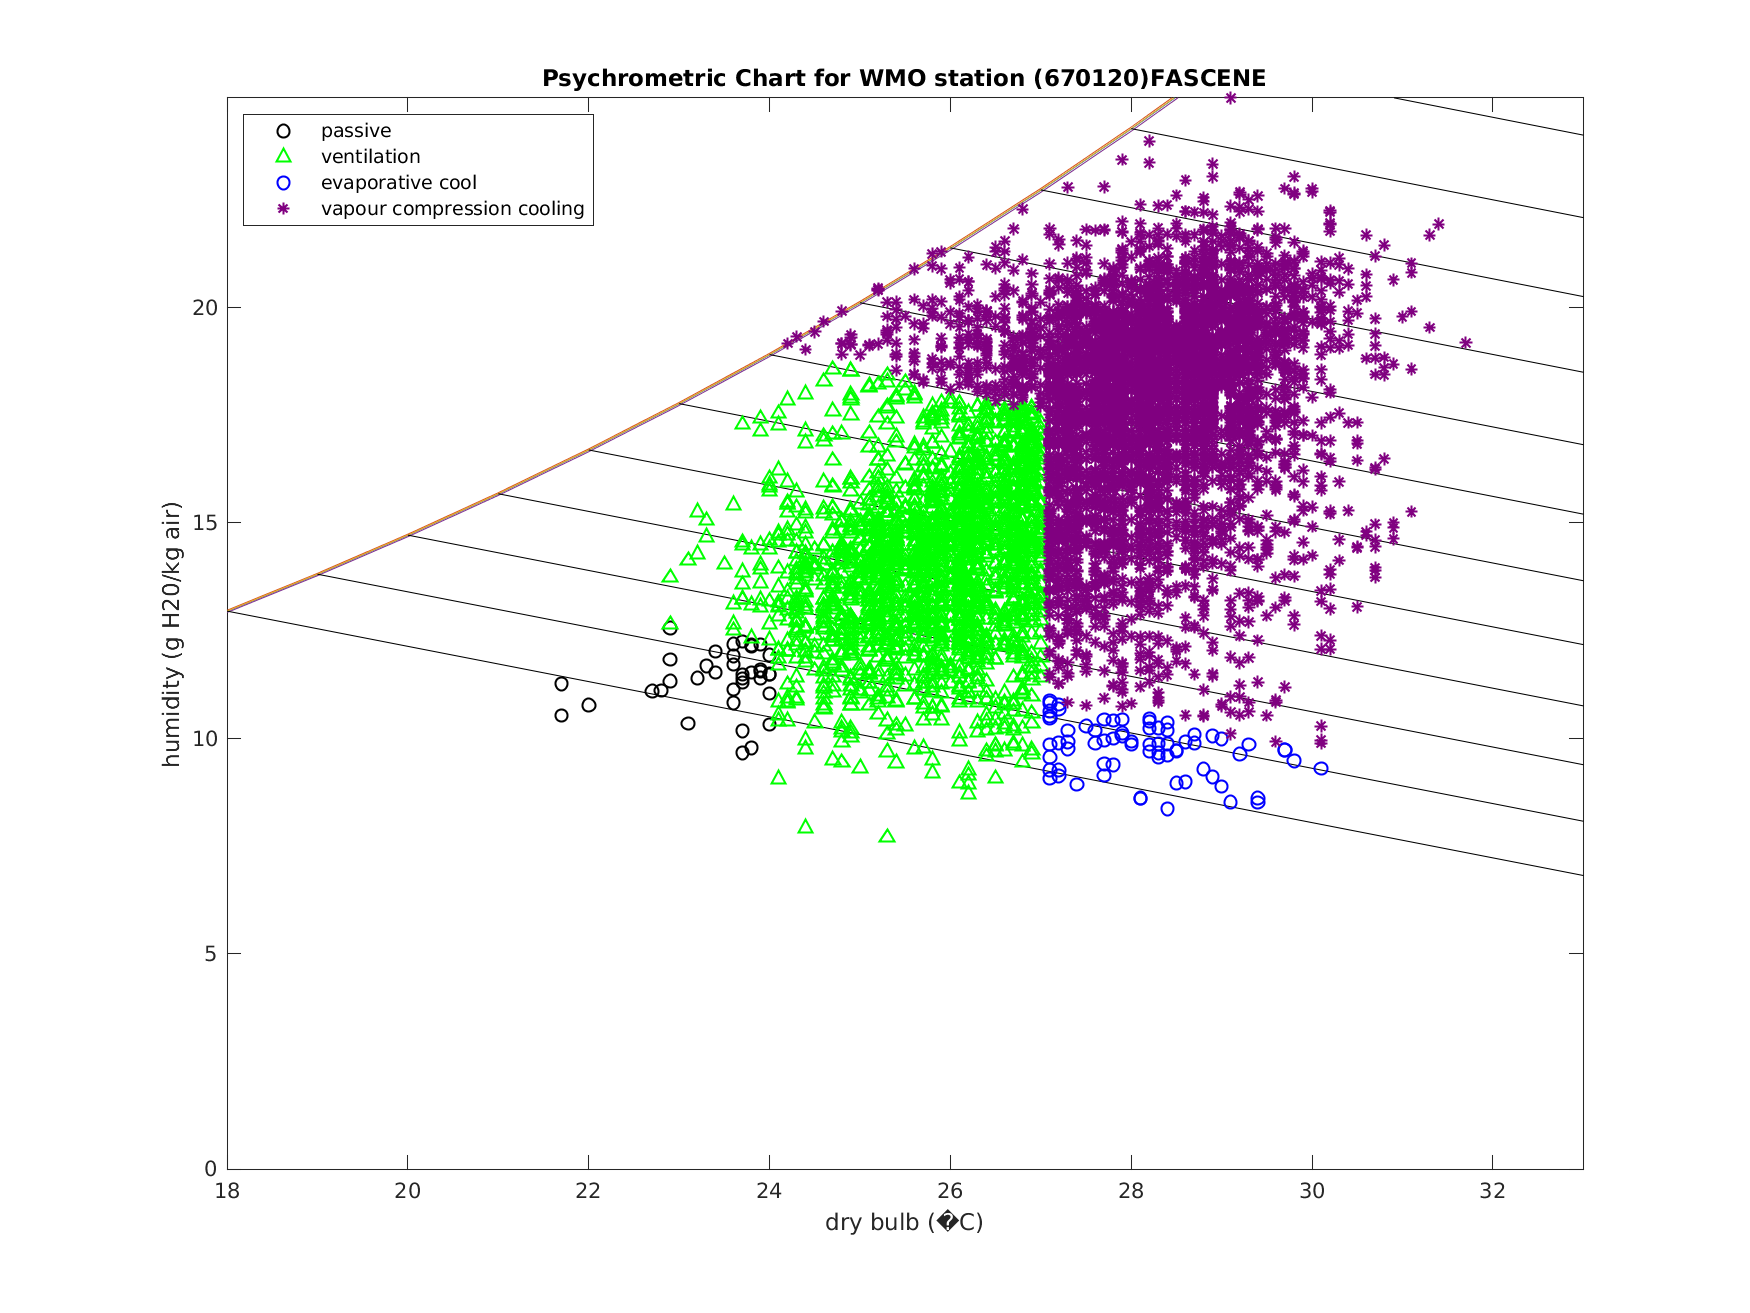 Psychrometric Chart for WMO station (670120)FASCENE
passive
ventilation
evaporative cool
vapour compression cooling
20
15
10
5
0
humidity (g H20/kg air)
18 20 22 24 26 28 30 32
dry bulb (�C)